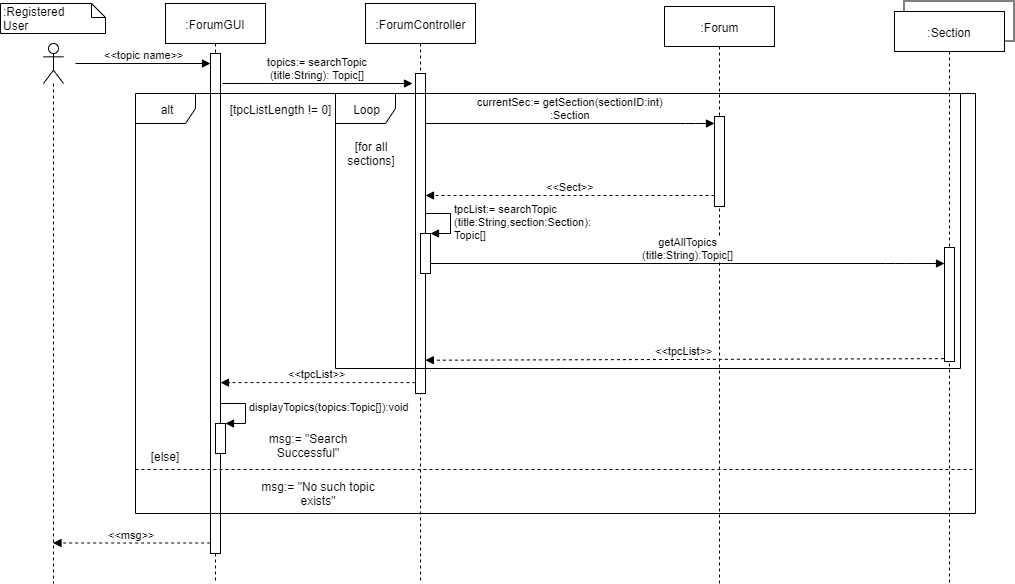 :Registered
User
:ForumGUI
:ForumController
:Forum
:Section
<<topic name>>
topics:= searchTopic
(title:String): Topic[]
alt
[tpcListLength != 0]
Loop
currentSec:= getSection(sectionID:int)
:Section
[for all
sections]
<<Sect>>
tpcList:= searchTopic
(title:String,section:Section):
Topic[]
getAllTopics
(title:String):Topic[]
<<tpcList>>
<<tpcList>>
displayTopics(topics:Topic[]):void
msg:= "Search
Successful"
[else]
msg:= "No such topic
exists"
<<msg>>